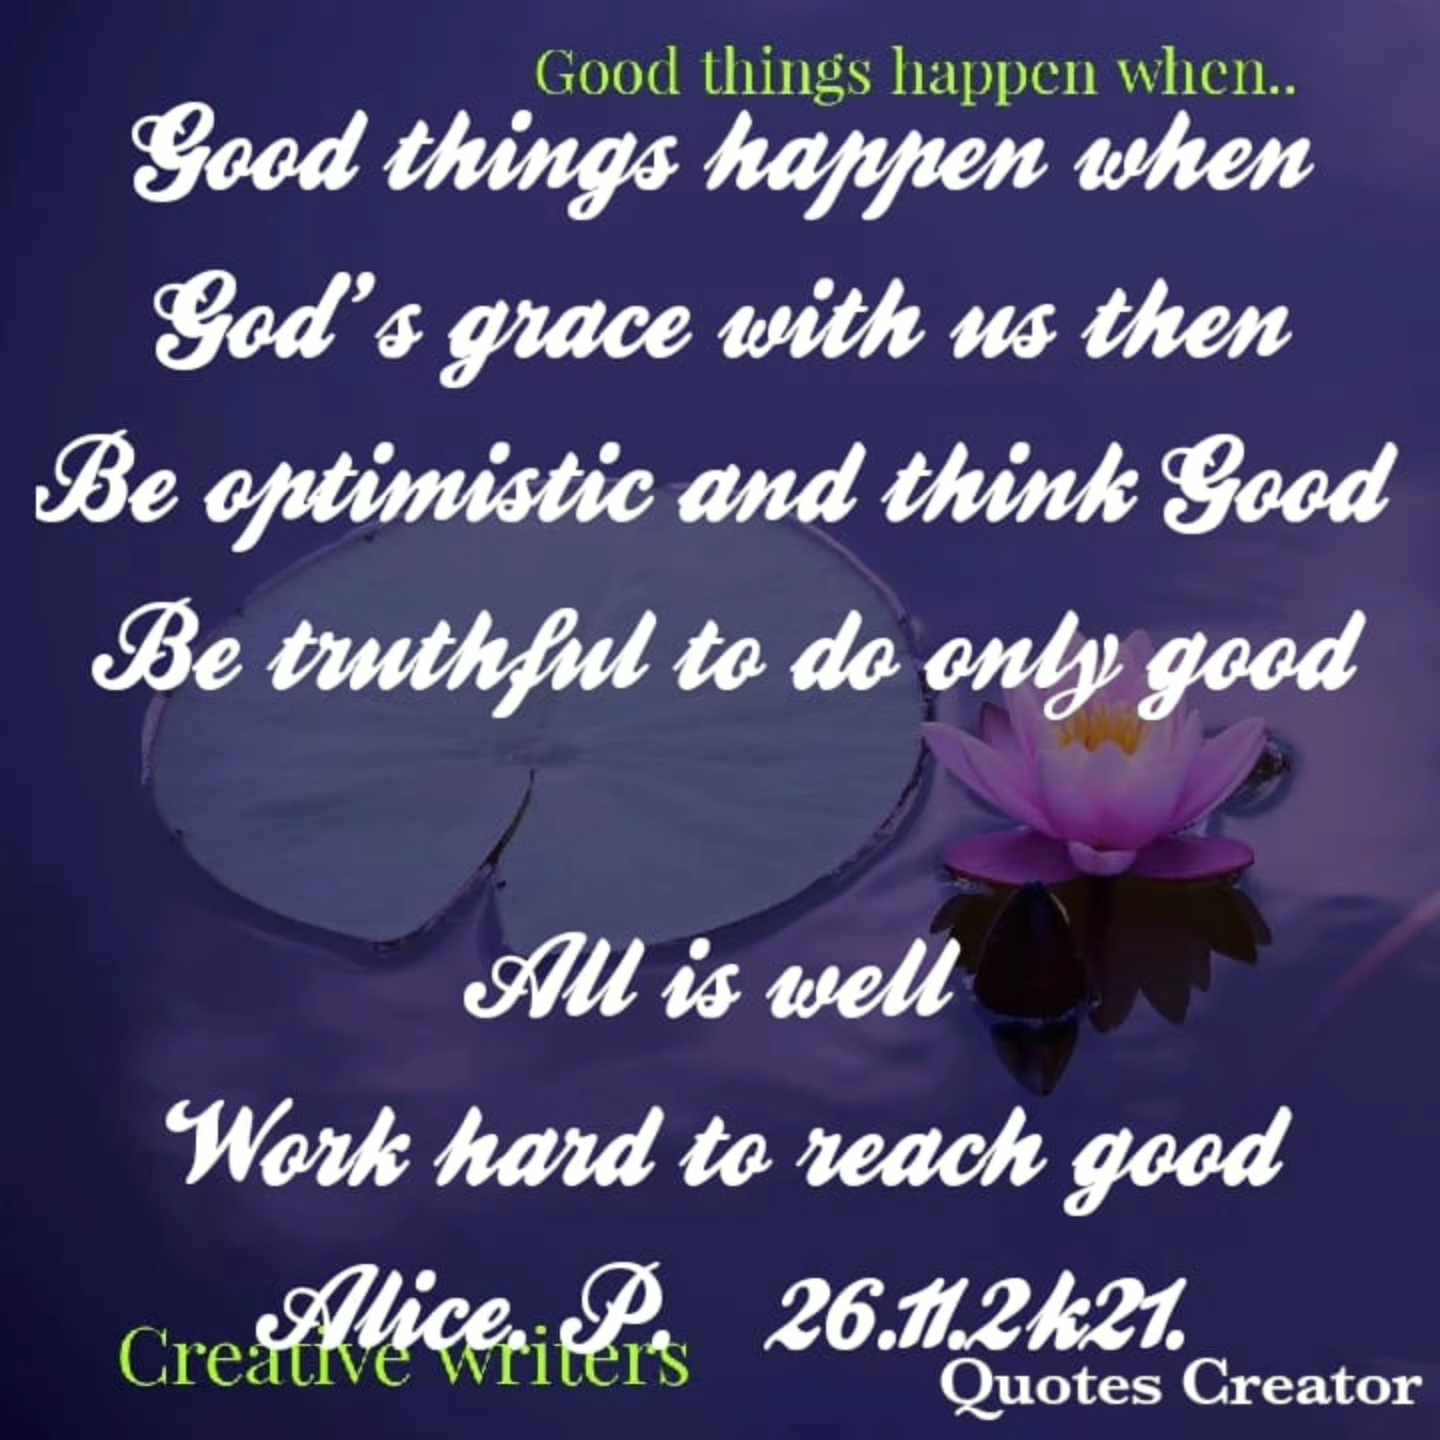 Good things happen when..
Good things happen when
God's grace with us then
Be optimistic and think Good
Be truthful to do only good
All is well
Work hard to reach good
Alice. P. 26.11.2k21.
Creative writers
Quotes Creator